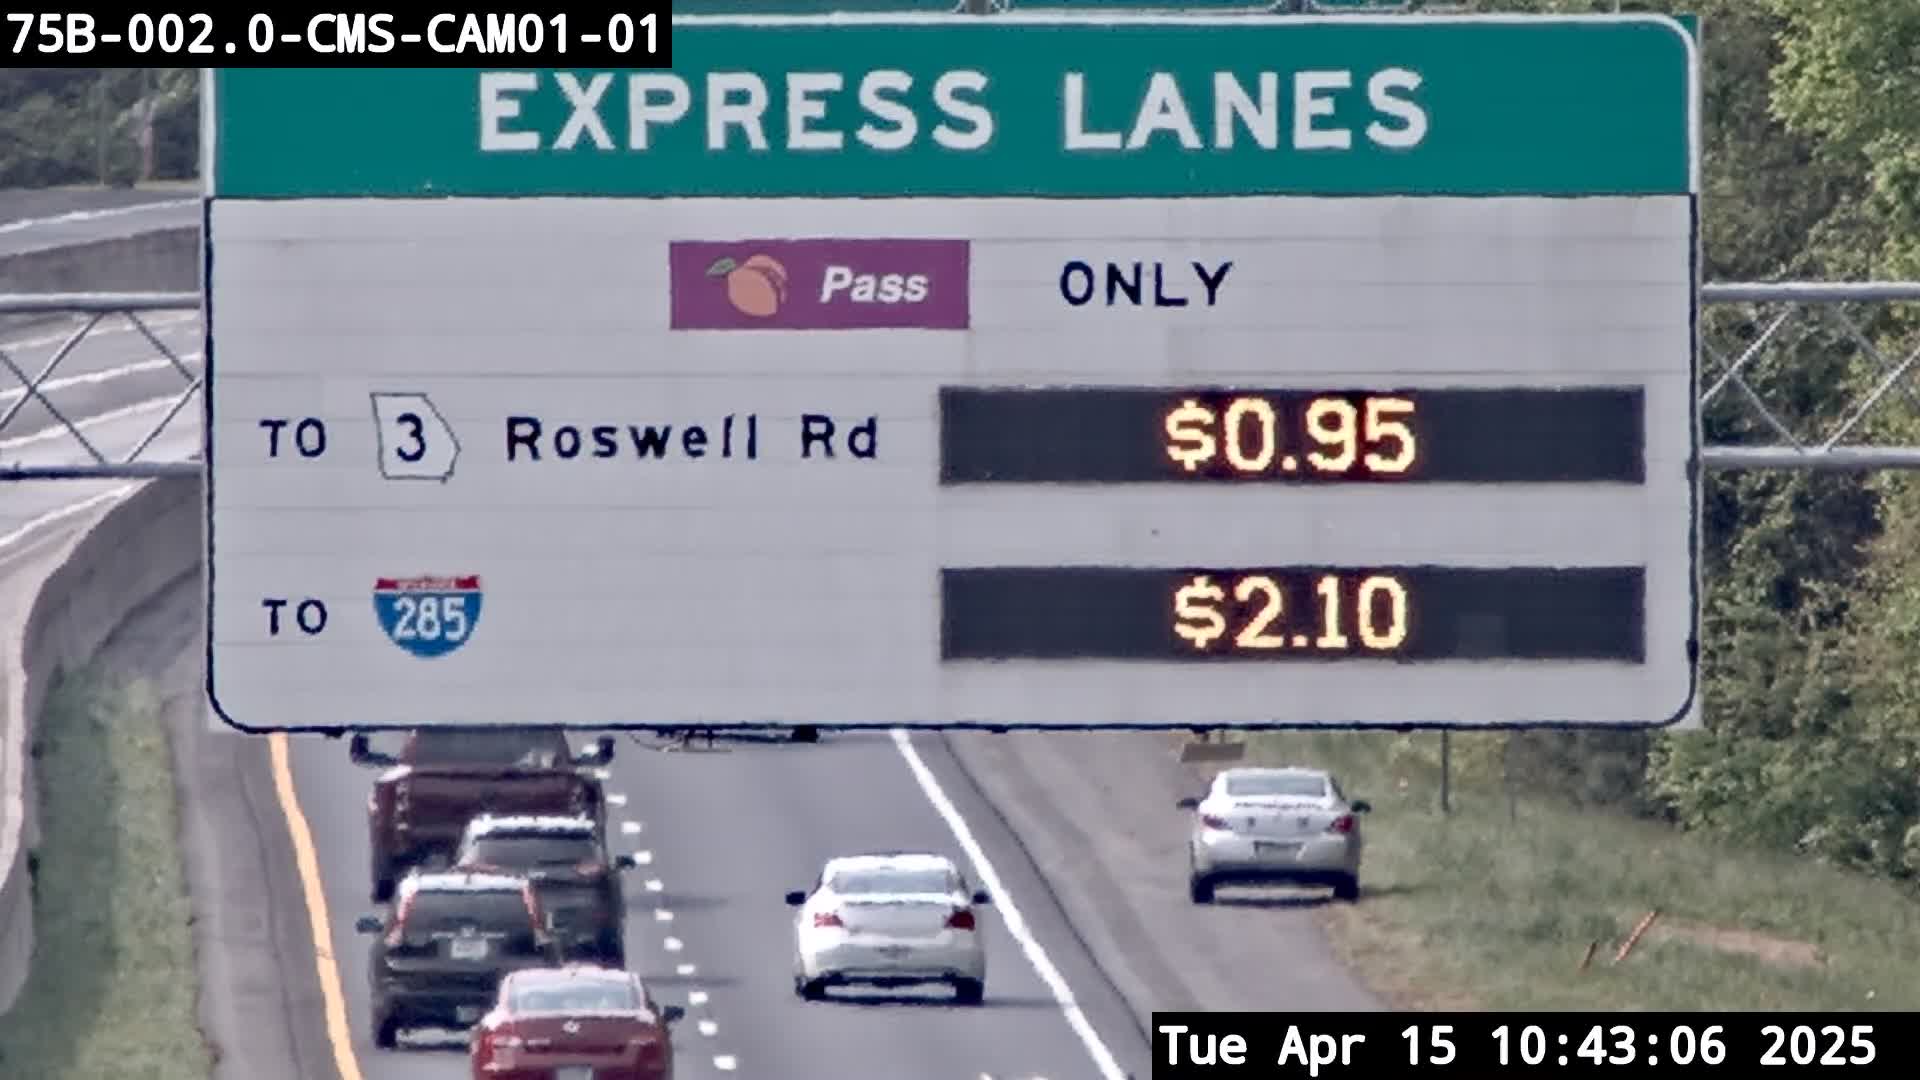 75B-002.0-CMS-CAM01-01
EXPRESS LANES
Pass ONLY
TO 3 Roswell Rd $0.95
TO 285 $2.10
Tue Apr 15 10:43:06 2025